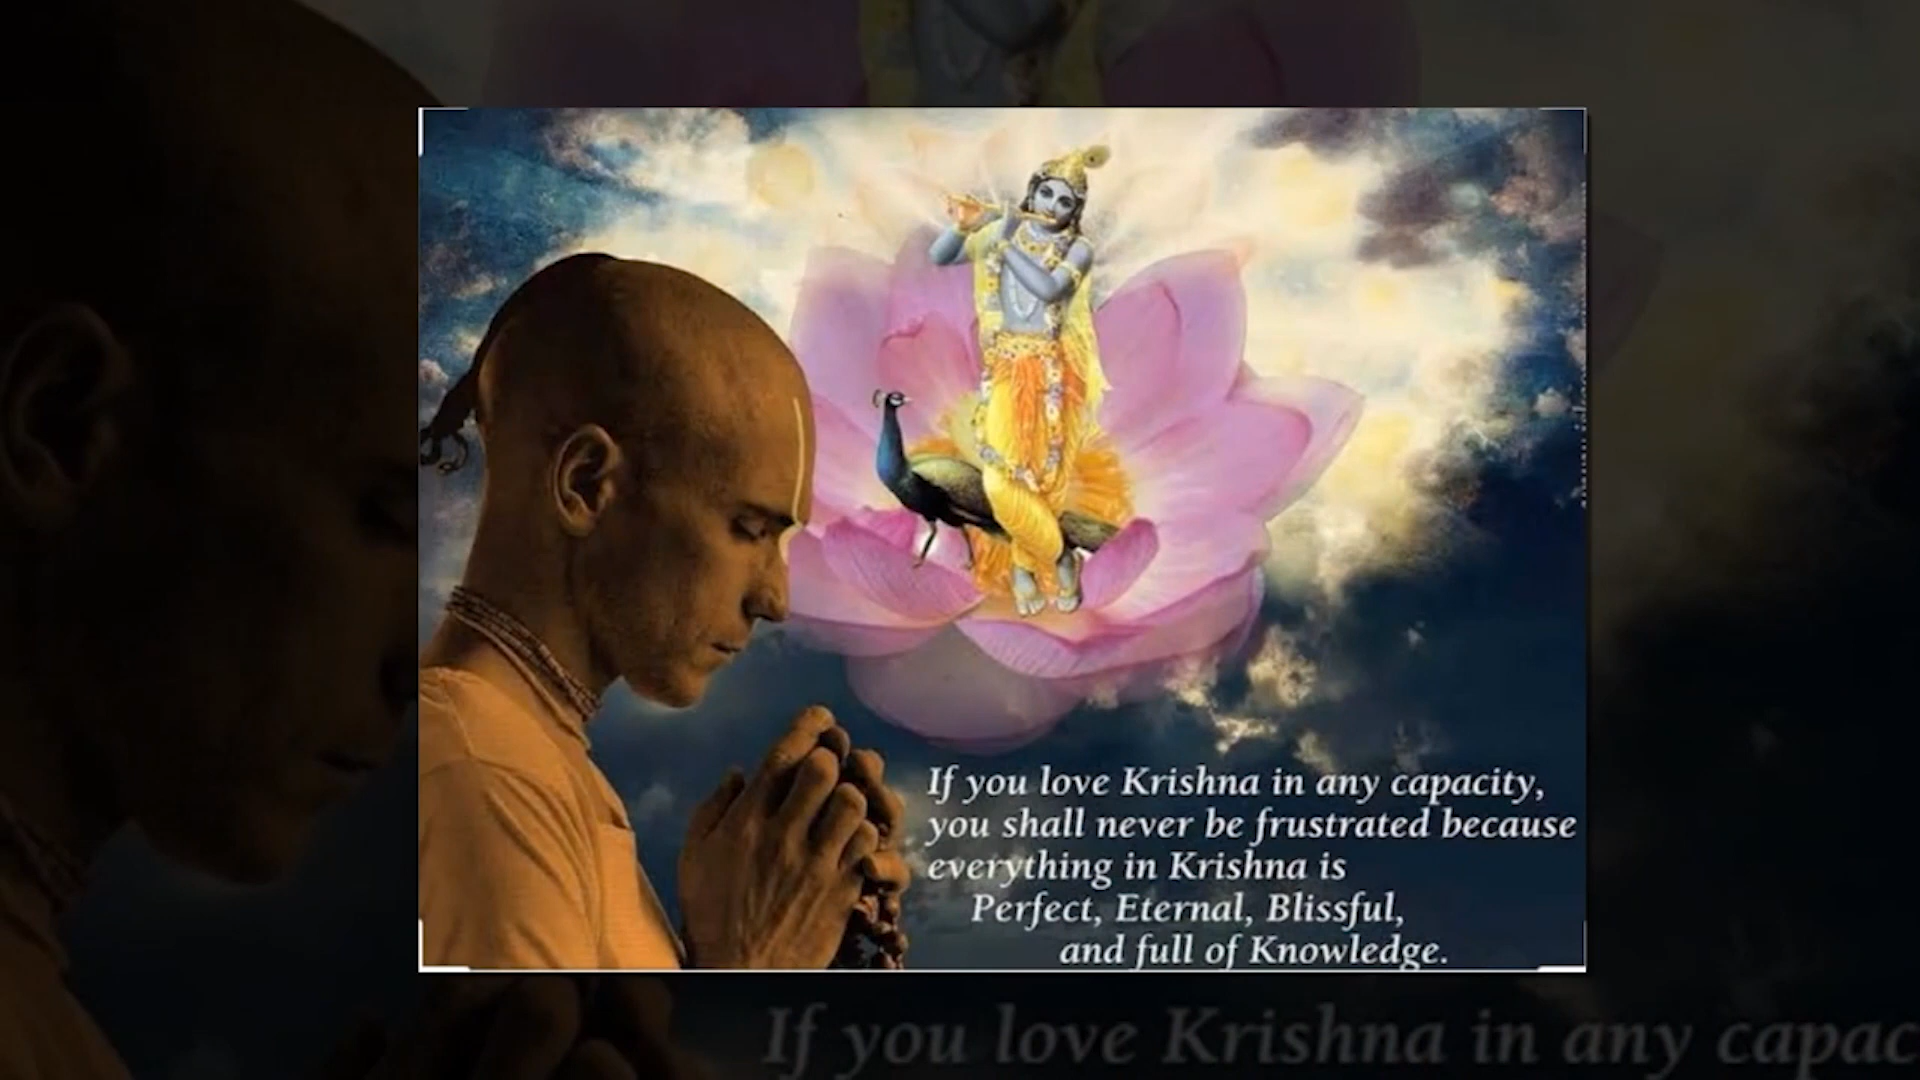 If you love Krishna in any capacity,
you shall never be frustrated because
everything in Krishna is
Perfect, Eternal, Blissful,
and full of Knowledge.
If you love Krishna in any